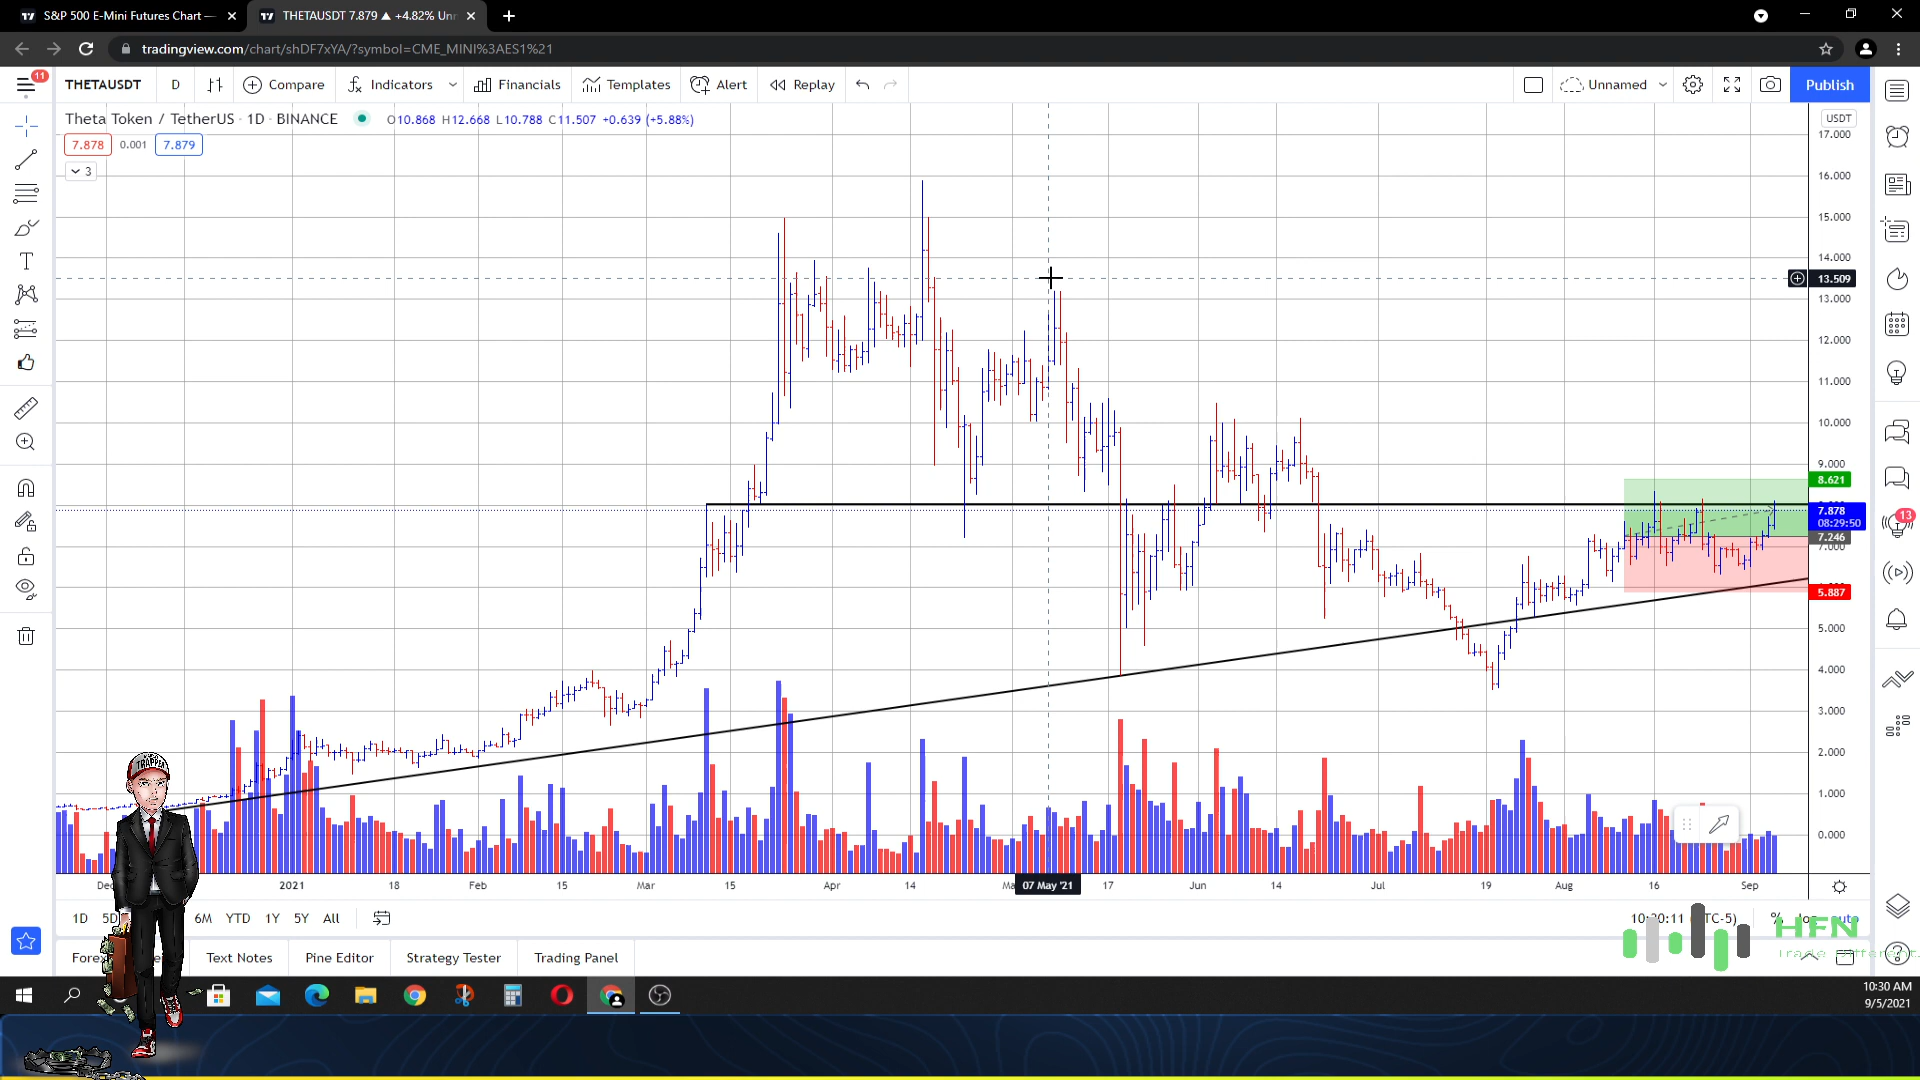 S&P 500 E-Mini Futures Chart —
THETAUSDT 7.879 ▲ +4.82% Unn
tradingview.com/chart/shDF7xYA/?symbol=CME_MINI%3AES1%21
11
THETAUSDT
D
Compare
Indicators
Financials
Templates
Alert
Replay
Unnamed
Publish
Theta Token / TetherUS · 1D · BINANCE
O10.868 H12.668 L10.788 C11.507 +0.639 (+5.88%)
7.878
0.001
7.879
3
USDT
17.000
16.000
15.000
14.000
13.509
13.000
12.000
11.000
10.000
9.000
8.621
7.878
08:29:50
7.246
7.000
5.887
5.000
4.000
3.000
2.000
1.000
0.000
13
TRAPPER
2021
18
Feb
15
Mar
15
Apr
14
07 May '21
17
Jun
14
Jul
19
Aug
16
Sep
1D
6M
YTD
1Y
5Y
All
%
HFN
Text Notes
Pine Editor
Strategy Tester
Trading Panel
10:30 AM
9/5/2021